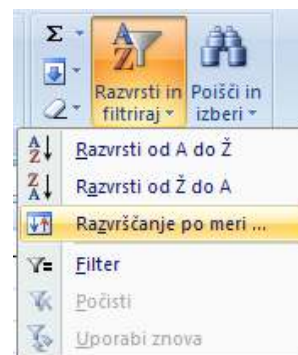 Σ
Razvrsti in
filtriraj
Poišči in
izberi
Razvrsti od A do Ž
Razvrsti od Ž do A
Razvrščanje po meri ...
Filter
Počisti
Uporabi znova